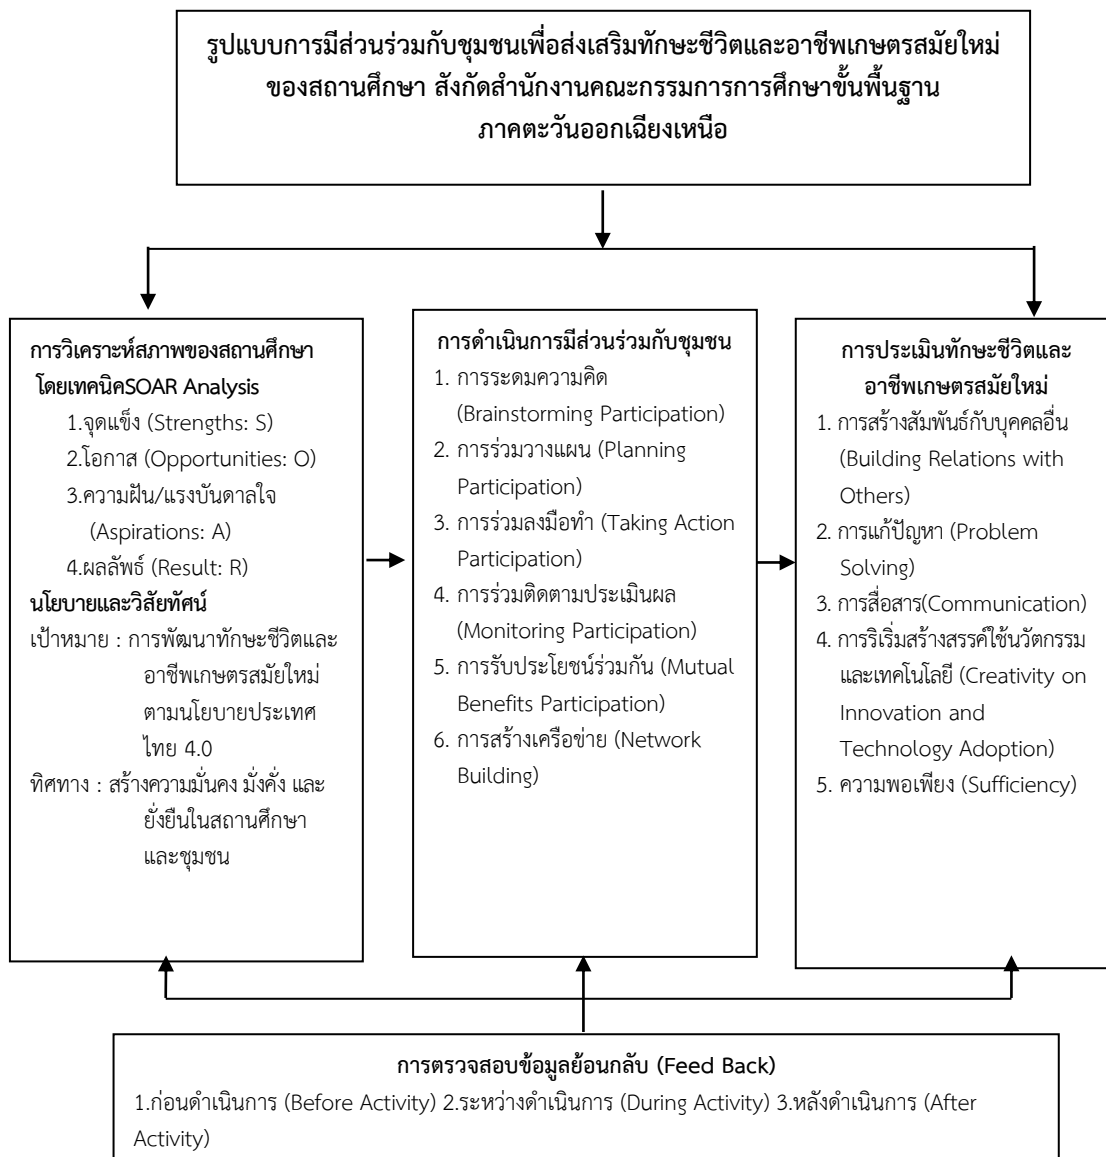 รูปแบบการมีส่วนร่วมกับชุมชนเพื่อส่งเสริมทักษะชีวิตและอาชีพเกษตรสมัยใหม่
ของสถานศึกษา สังกัดสำนักงานคณะกรรมการการศึกษาขั้นพื้นฐาน
ภาคตะวันออกเฉียงเหนือ
การวิเคราะห์สภาพของสถานศึกษา
โดยเทคนิคSOAR Analysis
1.จุดแข็ง (Strengths: S)
2.โอกาส (Opportunities: O)
3.ความฝัน/แรงบันดาลใจ
(Aspirations: A)
4.ผลลัพธ์ (Result: R)
นโยบายและวิสัยทัศน์
เป้าหมาย : การพัฒนาทักษะชีวิตและ
อาชีพเกษตรสมัยใหม่
ตามนโยบายประเทศ
ไทย 4.0
ทิศทาง : สร้างความมั่นคง มั่งคั่ง และ
ยั่งยืนในสถานศึกษา
และชุมชน
การดำเนินการมีส่วนร่วมกับชุมชน
1. การระดมความคิด
(Brainstorming Participation)
2. การร่วมวางแผน (Planning
Participation)
3. การร่วมลงมือทำ (Taking Action
Participation)
4. การร่วมติดตามประเมินผล
(Monitoring Participation)
5. การรับประโยชน์ร่วมกัน (Mutual
Benefits Participation)
6. การสร้างเครือข่าย (Network
Building)
การประเมินทักษะชีวิตและ
อาชีพเกษตรสมัยใหม่
1. การสร้างสัมพันธ์กับบุคคลอื่น
(Building Relations with
Others)
2. การแก้ปัญหา (Problem
Solving)
3. การสื่อสาร(Communication)
4. การริเริ่มสร้างสรรค์ใช้นวัตกรรม
และเทคโนโลยี (Creativity on
Innovation and
Technology Adoption)
5. ความพอเพียง (Sufficiency)
การตรวจสอบข้อมูลย้อนกลับ (Feed Back)
1.ก่อนดำเนินการ (Before Activity) 2.ระหว่างดำเนินการ (During Activity) 3.หลังดำเนินการ (After
Activity)